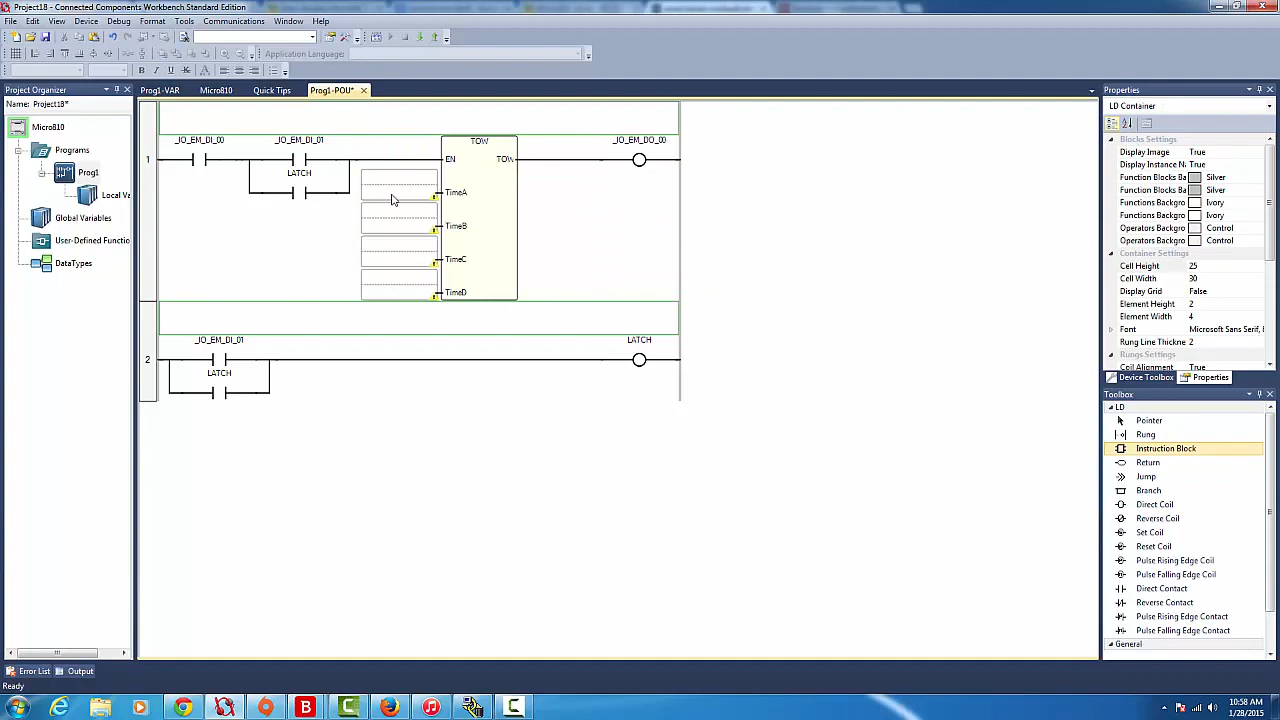 Project18 - Connected Components Workbench Standard Edition
File Edit View Debug Format Tools Communications Window Help
Application Language:
Project Organizer
Name: Project18*
Micro810
Programs
Prog1
Local Va
Global Variables
User-Defined Functio
DataTypes
Prog1-VAR Micro810 Quick Tips Prog1-POU*
_IO_EM_DI_00 _IO_EM_DI_01 TOW _IO_EM_DO_00
1 EN TOW
LATCH
TimeA
TimeB
TimeC
TimeD
_IO_EM_DI_01 LATCH
2
LATCH
Properties
LD Container
Blocks Settings
Display Image True
Display Instance N True
Function Blocks Ba Silver
Function Blocks Ba Silver
Functions Backgro Ivory
Functions Backgro Ivory
Operators Backgro Control
Operators Backgro Control
Container Settings
Cell Height 25
Cell Width 30
Display Grid False
Element Height 2
Element Width 4
Font Microsoft Sans Serif,
Rung Line Thickne 2
Rungs Settings
Coil Alignment True
Device Toolbox Properties
Toolbox
LD
Pointer
Rung
Instruction Block
Return
Jump
Branch
Direct Coil
Reverse Coil
Set Coil
Reset Coil
Pulse Rising Edge Coil
Pulse Falling Edge Coil
Direct Contact
Reverse Contact
Pulse Rising Edge Contact
Pulse Falling Edge Contact
General
Error List Output
Ready
10:58 AM
1/28/2015